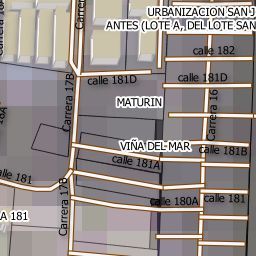 URBANIZACION SAN J
ANTES (LOTE A, DEL LOTE SAN
calle 182
Carrera 17B
calle 181D
calle 181D
MATURIN
Carrera 16
VIÑA DEL MAR
calle 181B
calle 181A
calle 181
Carrera 17B
calle 180A
calle 181
A 181